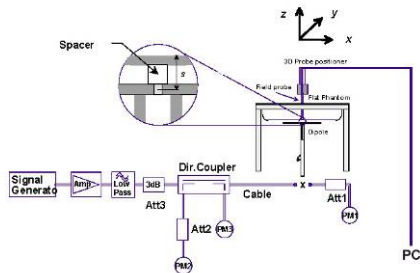 z
y
x
Spacer
s
3D Probe positioner
Field probe
Flat Phantom
Dipole
Signal
Generato
Amp
Low
Pass
3dB
Att3
Dir.Coupler
Cable
x
Att1
PM1
Att2
PM3
PM2
PC